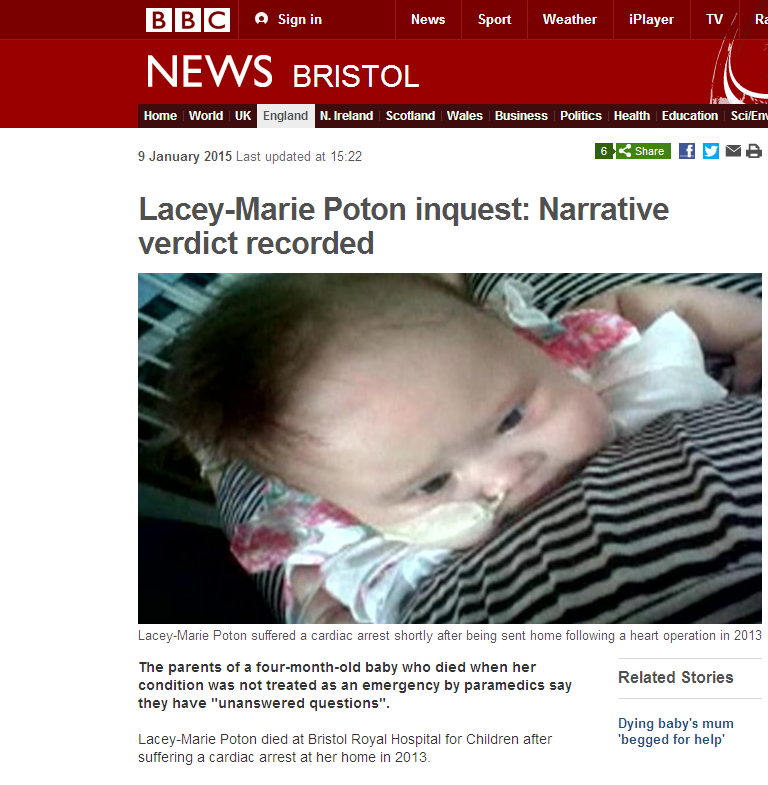 BBC Sign in News Sport Weather iPlayer TV
NEWS BRISTOL
Home World UK England N. Ireland Scotland Wales Business Politics Health Education Sci/En
9 January 2015 Last updated at 15:22
6 Share
Lacey-Marie Poton inquest: Narrative
verdict recorded
Lacey-Marie Poton suffered a cardiac arrest shortly after being sent home following a heart operation in 2013
The parents of a four-month-old baby who died when her
condition was not treated as an emergency by paramedics say
they have "unanswered questions".
Lacey-Marie Poton died at Bristol Royal Hospital for Children after
suffering a cardiac arrest at her home in 2013.
Related Stories
Dying baby's mum
'begged for help'